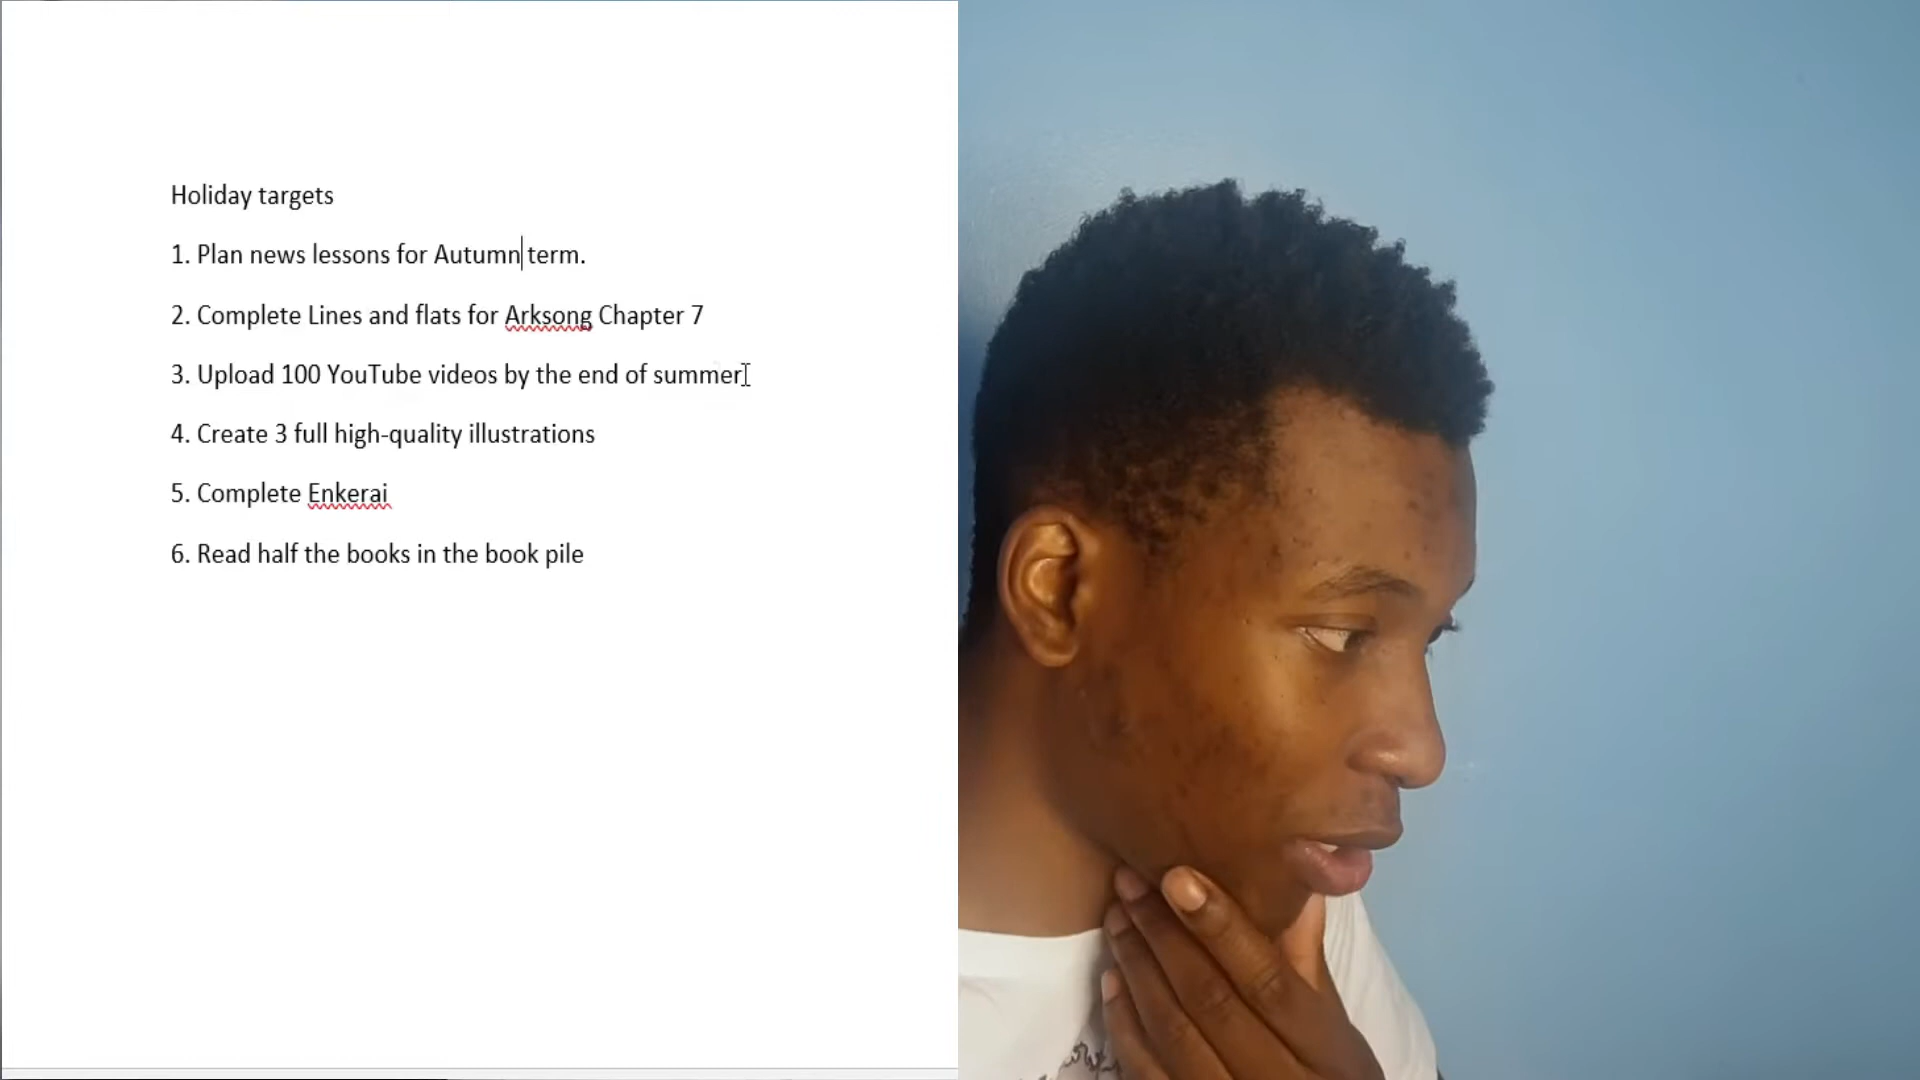 Holiday targets
1. Plan news lessons for Autumn term.
2. Complete Lines and flats for Arksong Chapter 7
3. Upload 100 YouTube videos by the end of summer
4. Create 3 full high-quality illustrations
5. Complete Enkerai
6. Read half the books in the book pile